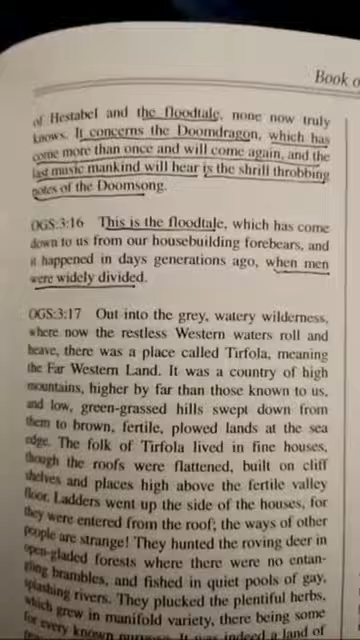 Book o
of Hestabel and the floodtale, none now truly
knows. It concerns the Doomdragon, which has
come more than once and will come again, and the
last music mankind will hear is the shrill throbbing
notes of the Doomsong.
OGS:3:16 This is the floodtale, which has come
down to us from our housebuilding forebears, and
it happened in days generations ago, when men
were widely divided.
OGS:3:17 Out into the grey, watery wilderness,
where now the restless Western waters roll and
heave, there was a place called Tirfola, meaning
the Far Western Land. It was a country of high
mountains, higher by far than those known to us,
and low, green-grassed hills swept down from
them to brown, fertile, plowed lands at the sea
edge. The folk of Tirfola lived in fine houses,
though the roofs were flattened, built on cliff
shelves and places high above the fertile valley
floor. Ladders went up the side of the houses, for
they were entered from the roof; the ways of other
people are strange! They hunted the roving deer in
open-gladed forests where there were no entan-
gling brambles, and fished in quiet pools of gay,
splashing rivers. They plucked the plentiful herbs,
which grew in manifold variety, there being some
for every known purpose. It was indeed a land of